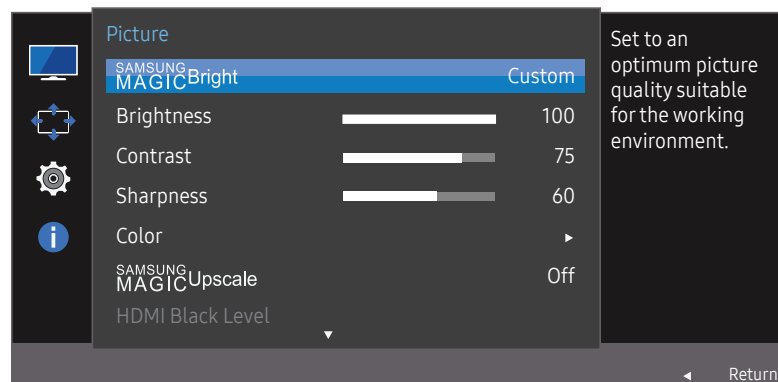 Picture
SAMSUNG MAGIC Bright Custom
Brightness 100
Contrast 75
Sharpness 60
Color ▸
SAMSUNG MAGIC Upscale Off
HDMI Black Level
Set to an
optimum picture
quality suitable
for the working
environment.
Return